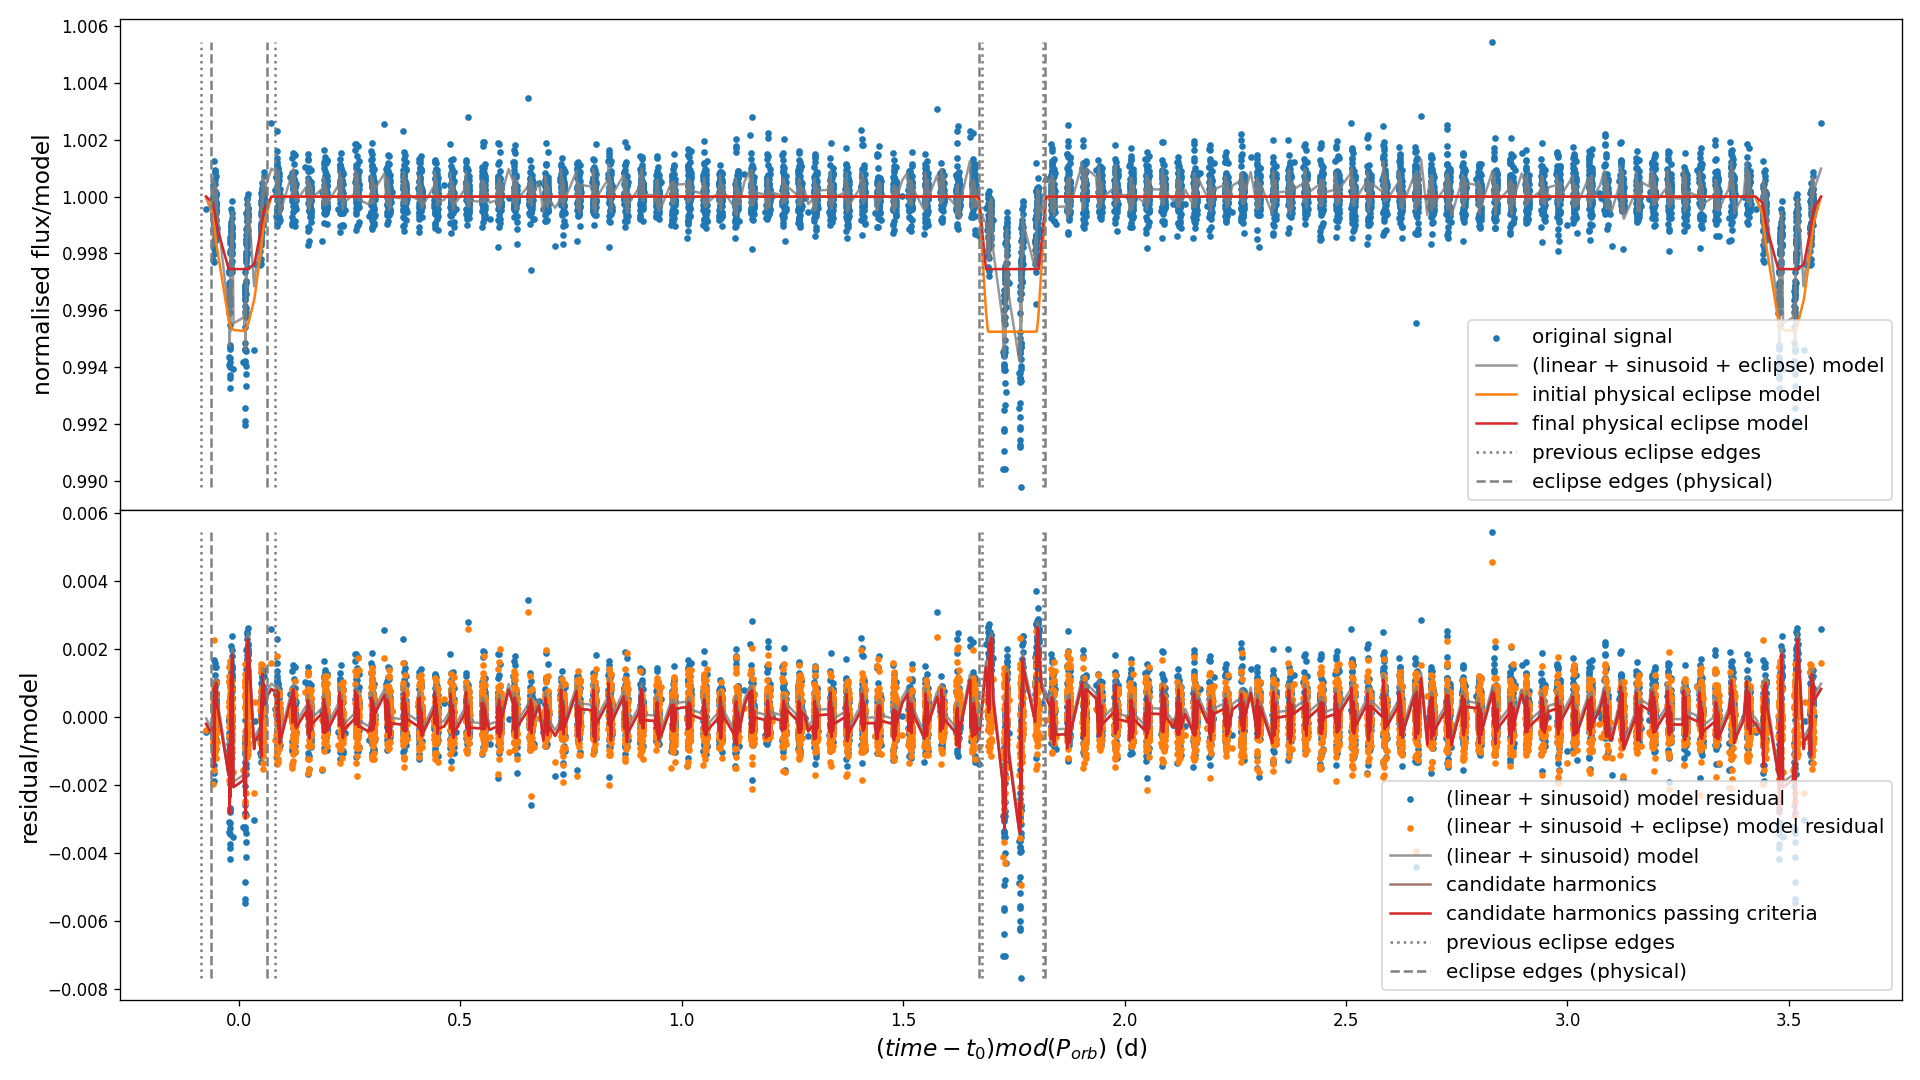 1.006
1.004
1.002
1.000
0.998
0.996
0.994
0.992
0.990
normalised flux/model
original signal
(linear + sinusoid + eclipse) model
initial physical eclipse model
final physical eclipse model
previous eclipse edges
eclipse edges (physical)
0.006
0.004
0.002
0.000
−0.002
−0.004
−0.006
−0.008
residual/model
(linear + sinusoid) model residual
(linear + sinusoid + eclipse) model residual
(linear + sinusoid) model
candidate harmonics
candidate harmonics passing criteria
previous eclipse edges
eclipse edges (physical)
0.0 0.5 1.0 1.5 2.0 2.5 3.0 3.5
(time − t₀)mod(P_orb) (d)